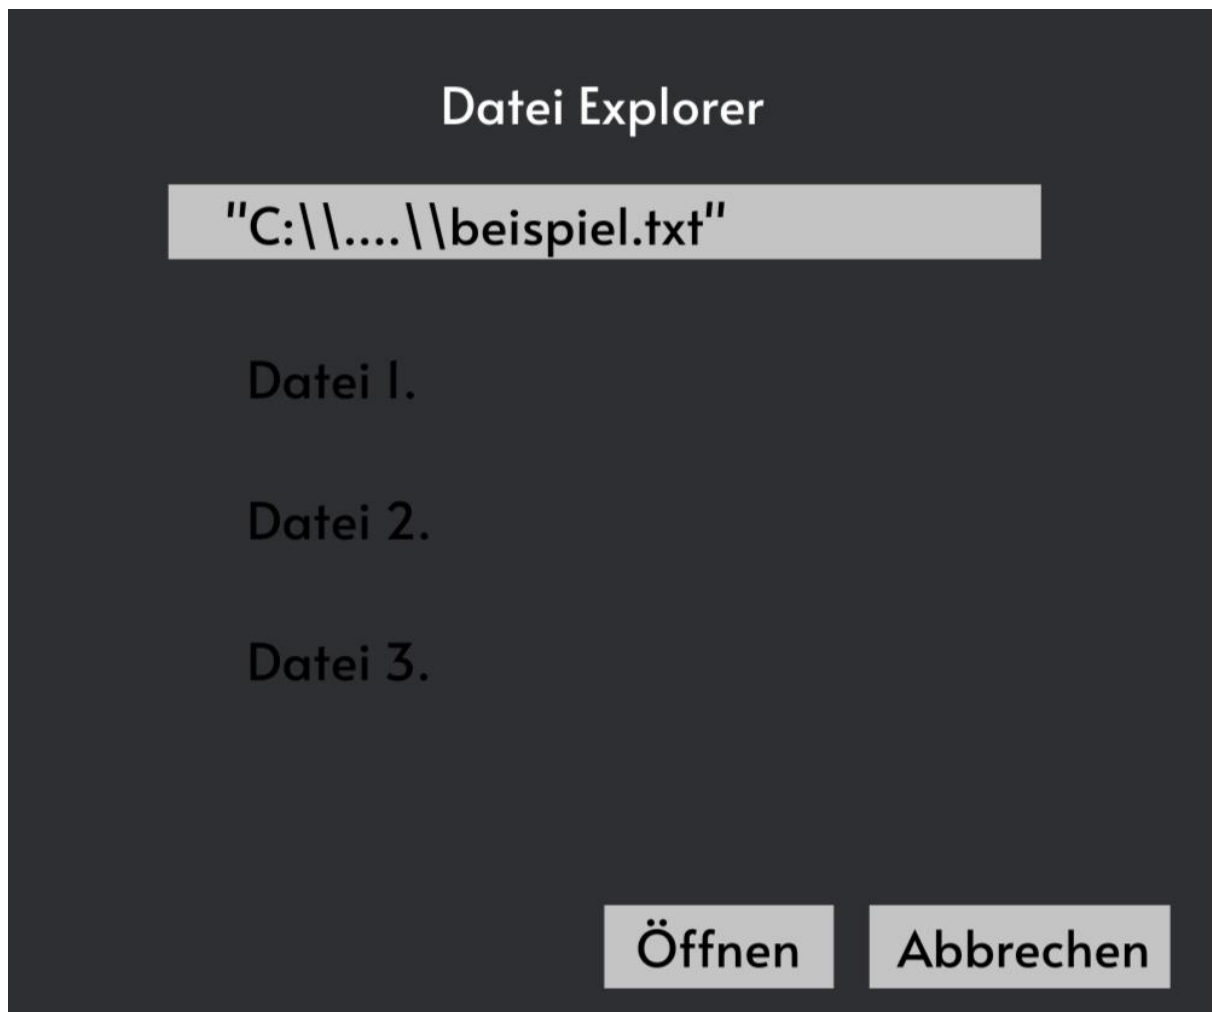 Datei Explorer
"C:\\....\\beispiel.txt"
Datei 1.
Datei 2.
Datei 3.
Öffnen Abbrechen